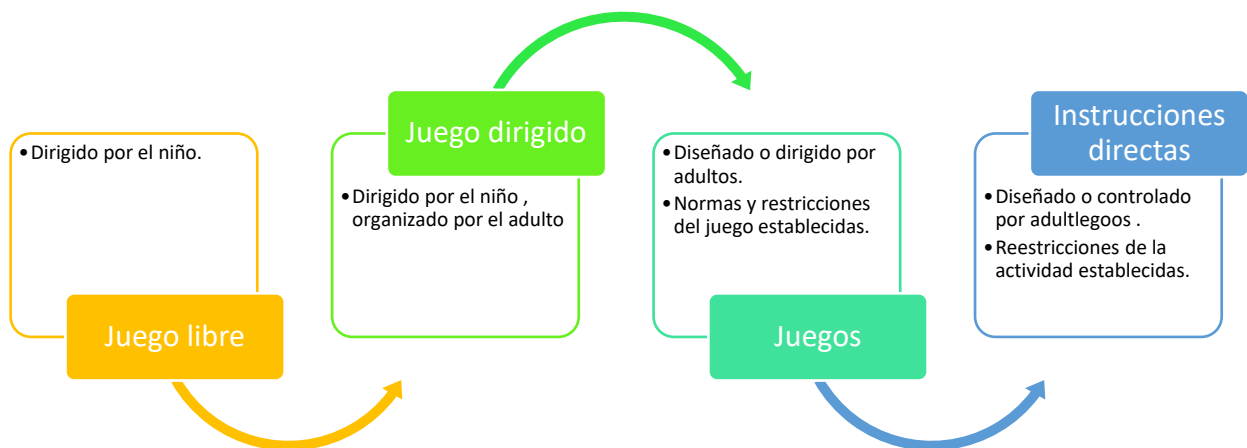 • Dirigido por el niño.
Juego libre
Juego dirigido
• Dirigido por el niño ,
organizado por el adulto
• Diseñado o dirigido por
adultos.
• Normas y restricciones
del juego establecidas.
Juegos
Instrucciones
directas
• Diseñado o controlado
por adultlegoos .
• Reestricciones de la
actividad establecidas.